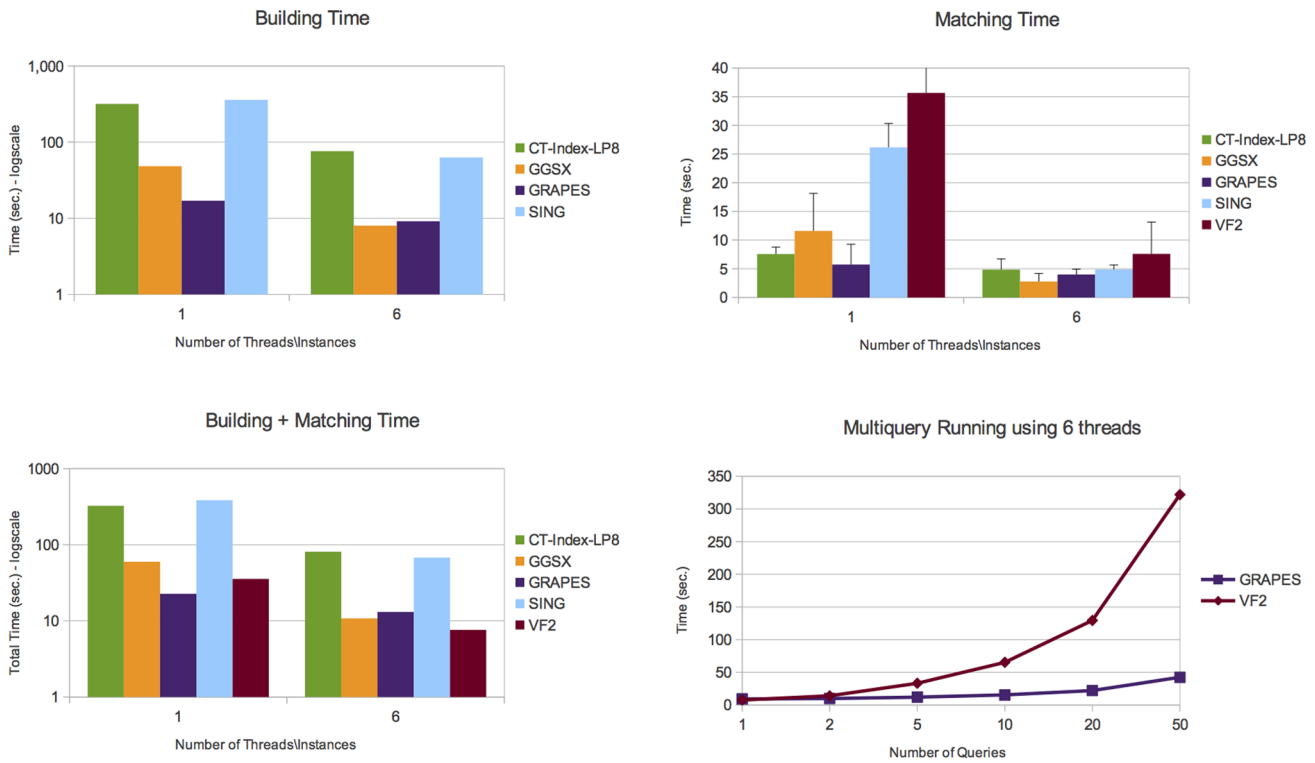 Building Time
1,000
100
10
1
Time (sec.) - logscale
1
6
Number of Threads\Instances
CT-Index-LP8
GGSX
GRAPES
SING
Matching Time
40
35
30
25
20
15
10
5
0
Time (sec.)
1
6
Number of Threads\Instances
CT-Index-LP8
GGSX
GRAPES
SING
VF2
Building + Matching Time
1000
100
10
1
Total Time (sec.) - logscale
1
6
Number of Threads\Instances
CT-Index-LP8
GGSX
GRAPES
SING
VF2
Multiquery Running using 6 threads
350
300
250
200
150
100
50
0
Time (sec.)
1
2
5
10
20
50
Number of Queries
GRAPES
VF2